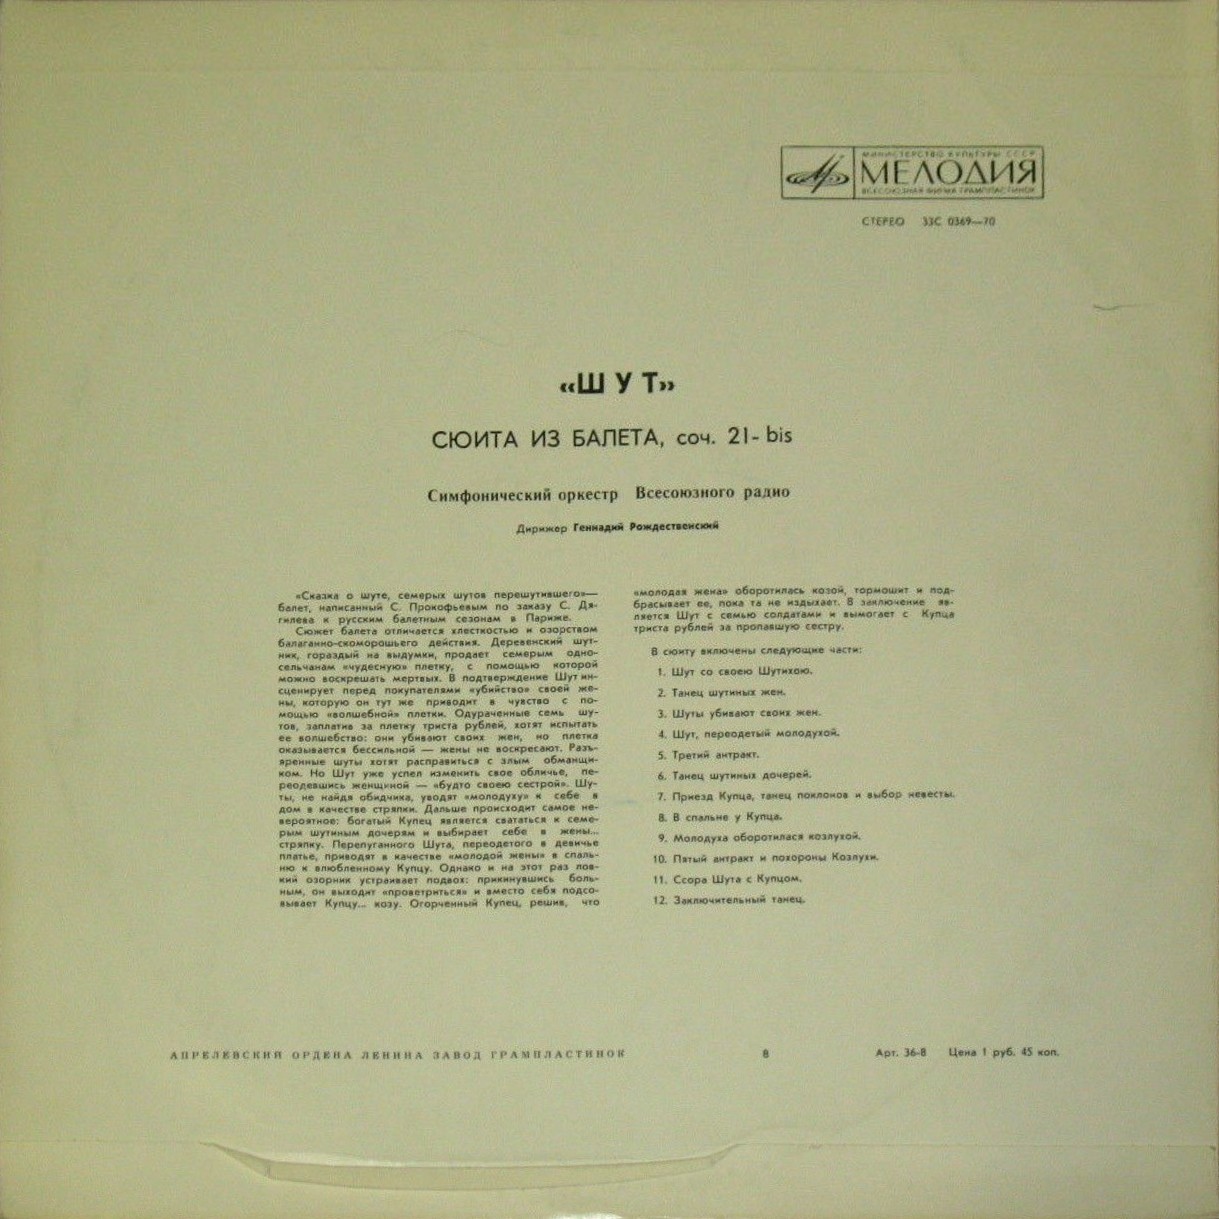 МИНИСТЕРСТВО КУЛЬТУРЫ СССР
МЕЛОДИЯ
ВСЕСОЮЗНАЯ ФИРМА ГРАМПЛАСТИНОК
СТЕРЕО 33С 0369—70
«ШУТ»
СЮИТА ИЗ БАЛЕТА, соч. 21- bis
Симфонический оркестр Всесоюзного радио
Дирижер Геннадий Рождественский
«Сказка о шуте, семерых шутов перешутившего»—
балет, написанный С. Прокофьевым по заказу С. Дя-
гилева к русским балетным сезонам в Париже.
Сюжет балета отличается хлесткостью и озорством
балаганно-скоморошьего действия. Деревенский шут-
ник, гораздый на выдумки, продает семерым одно-
сельчанам «чудесную» плетку, с помощью которой
можно воскрешать мертвых. В подтверждение Шут ин-
сценирует перед покупателями «убийство» своей же-
ны, которую он тут же приводит в чувство с по-
мощью «волшебной» плетки. Одураченные семь шу-
тов, заплатив за плетку триста рублей, хотят испытать
ее волшебство: они убивают своих жен, но плетка
оказывается бессильной — жены не воскресают. Разъ-
яренные шуты хотят расправиться с злым обманщи-
ком. Но Шут уже успел изменить свое обличье, пе-
реодевшись женщиной — «будто своею сестрой». Шу-
ты, не найдя обидчика, уводят «молодуху» к себе в
дом в качестве стряпки. Дальше происходит самое не-
вероятное: богатый Купец является свататься к семе-
рым шутиным дочерям и выбирает себе в жены...
стряпку. Перепуганного Шута, переодетого в девичье
платье, приводят в качестве «молодой жены» в спаль-
ню к влюбленному Купцу. Однако и на этот раз лов-
кий озорник устраивает подвох: прикинувшись боль-
ным, он выходит «проветриться» и вместо себя подсо-
вывает Купцу... козу. Огорченный Купец, решив, что
«молодая жена» оборотилась козой, тормошит и под-
брасывает ее, пока та не издыхает. В заключение яв-
ляется Шут с семью солдатами и вымогает с Купца
триста рублей за пропавшую сестру.
В сюиту включены следующие части:
1. Шут со своею Шутихою.
2. Танец шутиных жен.
3. Шуты убивают своих жен.
4. Шут, переодетый молодухой.
5. Третий антракт.
6. Танец шутиных дочерей.
7. Приезд Купца, танец поклонов и выбор невесты.
8. В спальне у Купца.
9. Молодуха оборотилася козлухой.
10. Пятый антракт и похороны Козлухи.
11. Ссора Шута с Купцом.
12. Заключительный танец.
АПРЕЛЕВСКИЙ ОРДЕНА ЛЕНИНА ЗАВОД ГРАМПЛАСТИНОК 8 Арт. 36-8 Цена 1 руб. 45 коп.